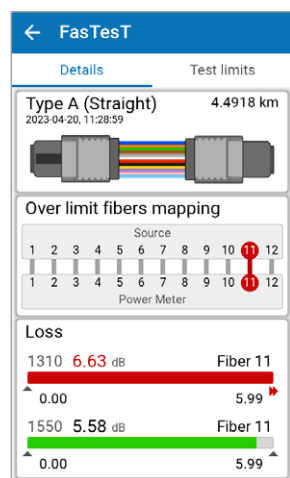 FasTesT
Details Test limits
Type A (Straight) 4.4918 km
2023-04-20, 11:28:59
Over limit fibers mapping
Source
1 2 3 4 5 6 7 8 9 10 11 12
1 2 3 4 5 6 7 8 9 10 11 12
Power Meter
Loss
1310 6.63 dB Fiber 11
0.00 5.99
1550 5.58 dB Fiber 11
0.00 5.99